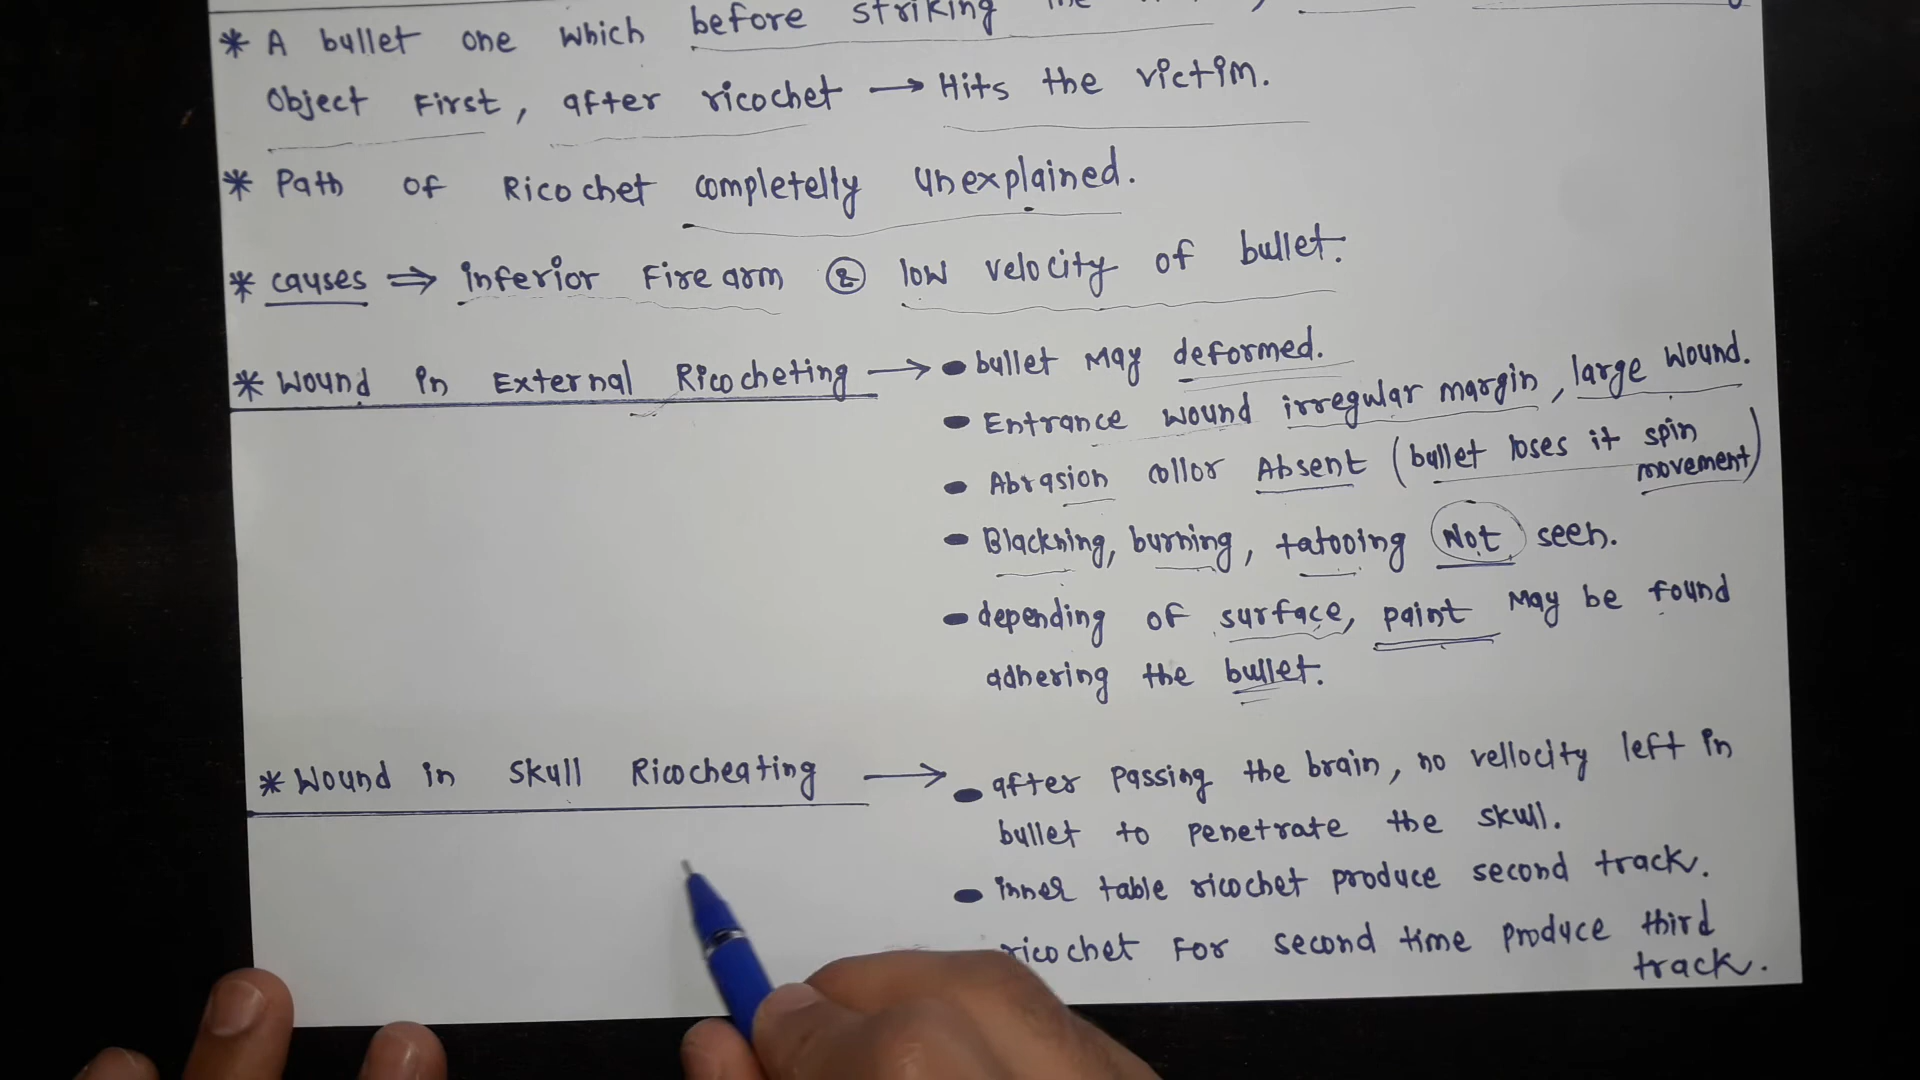 * A bullet one which before striking
Object First, after ricochet → Hits the victim.
* Path of Ricochet completelly unexplained.
* causes ⇒ inferior Fire arm & low velocity of bullet.
* Wound in External Ricocheting → • bullet may deformed.
• Entrance wound irregular margin, large wound.
• Abrasion collor Absent (bullet loses it spin
movement)
• Blackning, burning, tatooing Not seen.
• depending of surface, paint may be found
adhering the bullet.
* Wound in Skull Ricocheating → • after passing the brain, no vellocity left in
bullet to penetrate the skull.
• inner table ricochet produce second track.
ricochet For second time produce third
track.